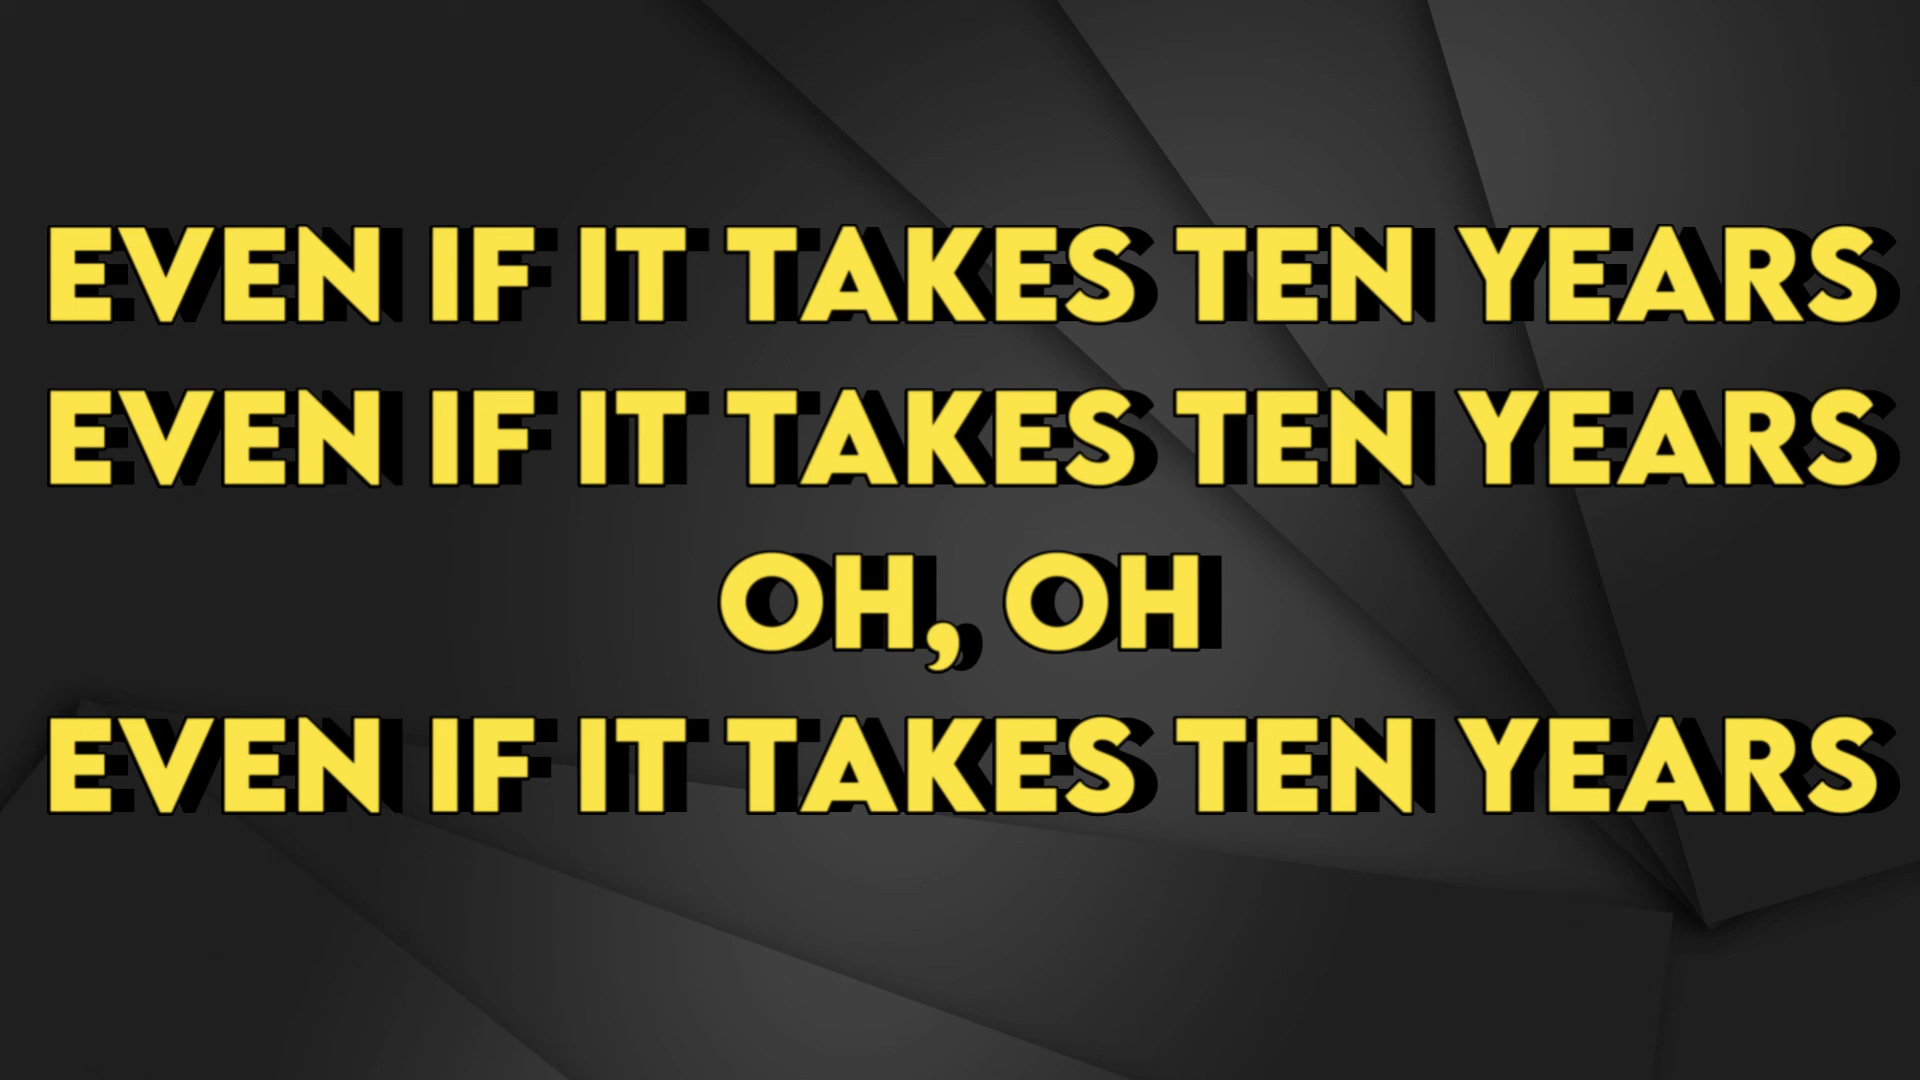 EVEN IF IT TAKES TEN YEARS
EVEN IF IT TAKES TEN YEARS
OH, OH
EVEN IF IT TAKES TEN YEARS